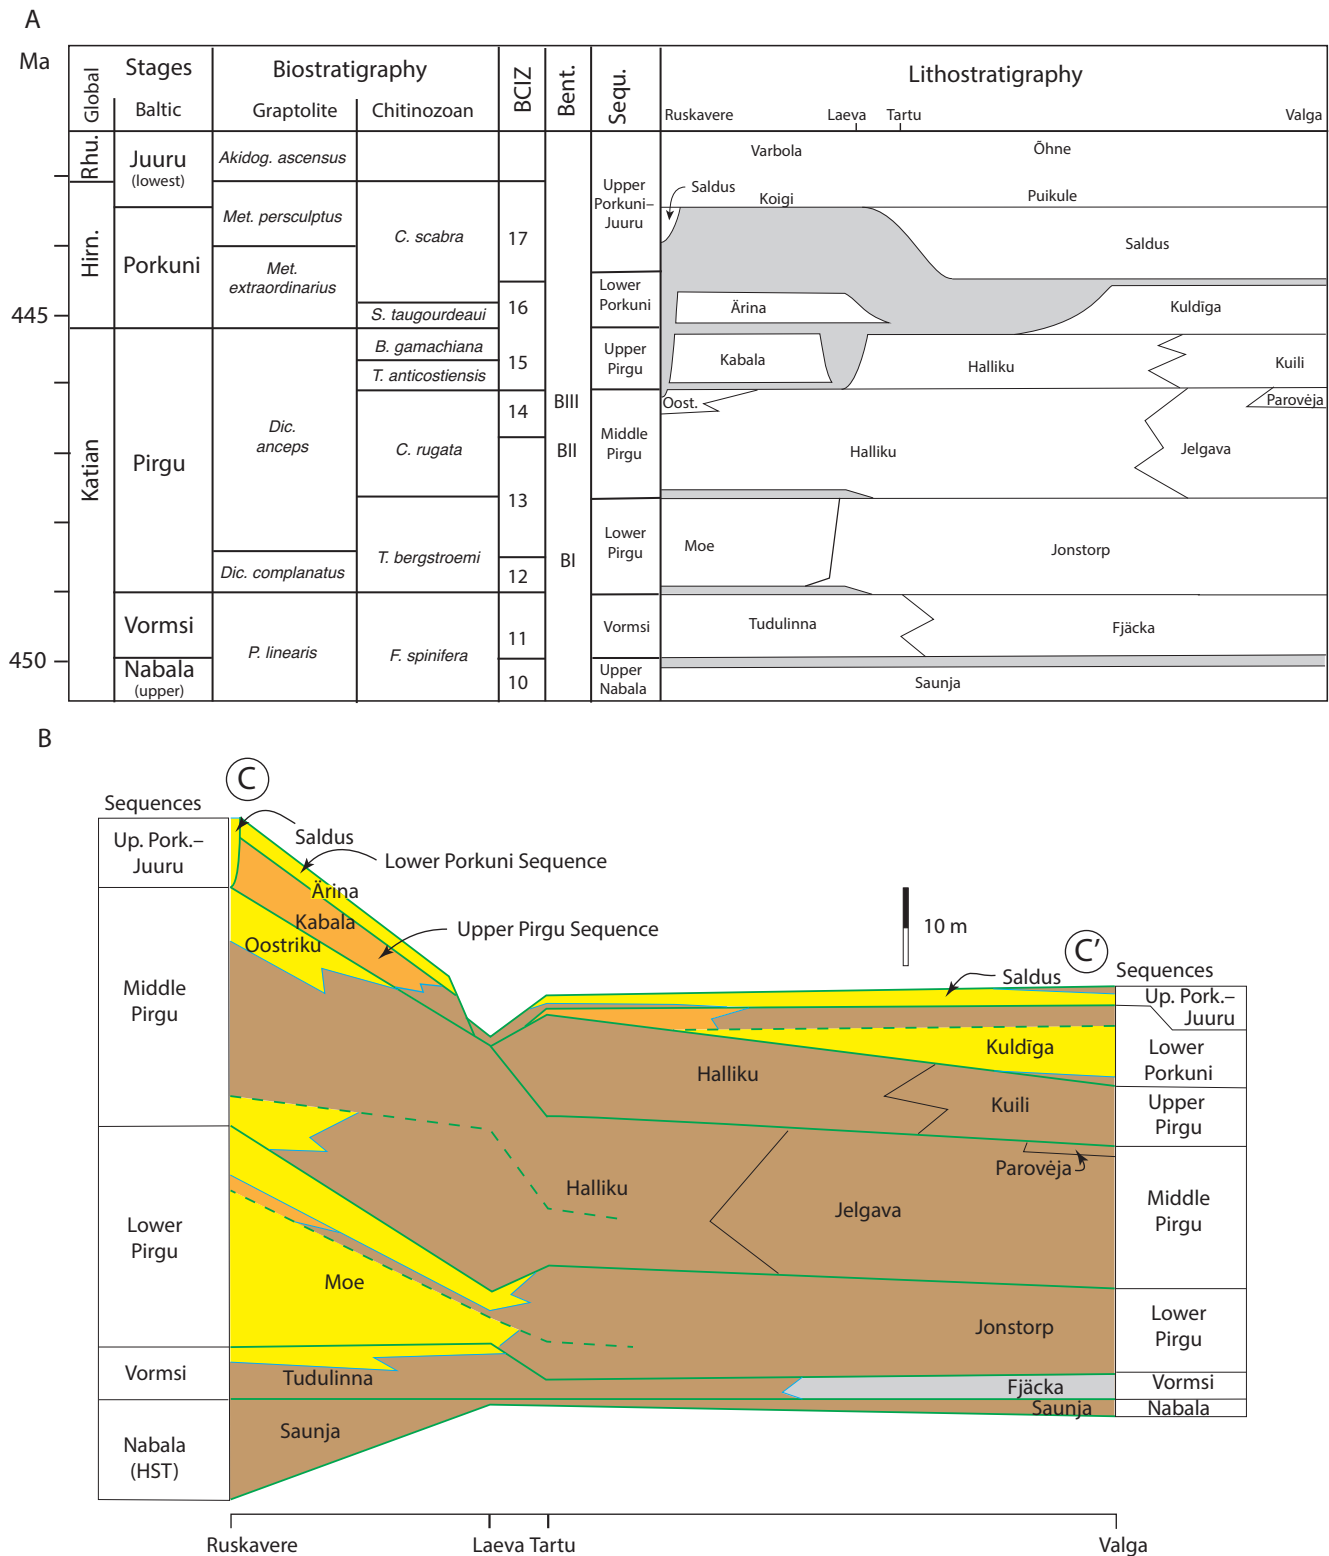 A
Ma
Global
Stages
Baltic
Biostratigraphy
Graptolite
Chitinozoan
BCIZ
Bent.
Sequ.
Lithostratigraphy
Ruskavere
Laeva
Tartu
Valga
445
450
Rhu.
Hirn.
Katian
Juuru
(lowest)
Porkuni
Pirgu
Vormsi
Nabala
(upper)
Akidog. ascensus
Met. persculptus
Met.
extraordinarius
Dic.
anceps
Dic. complanatus
P. linearis
C. scabra
S. taugourdeaui
B. gamachiana
T. anticostiensis
C. rugata
T. bergstroemi
F. spinifera
17
16
15
14
13
12
11
10
BIII
BII
BI
Upper
Porkuni–
Juuru
Lower
Porkuni
Upper
Pirgu
Middle
Pirgu
Lower
Pirgu
Vormsi
Upper
Nabala
Varbola
Õhne
Saldus
Koigi
Puikule
Saldus
Ärina
Kuldīga
Kabala
Halliku
Kuili
Oost.
Parovėja
Halliku
Jelgava
Moe
Jonstorp
Tudulinna
Fjäcka
Saunja
B
C
Sequences
Up. Pork.–
Juuru
Middle
Pirgu
Lower
Pirgu
Vormsi
Nabala
(HST)
Saldus
Lower Porkuni Sequence
Ärina
Kabala
Upper Pirgu Sequence
Oostriku
10 m
C′
Saldus
Sequences
Up. Pork.–
Juuru
Kuldīga
Lower
Porkuni
Halliku
Kuili
Upper
Pirgu
Parovėja
Halliku
Jelgava
Middle
Pirgu
Moe
Jonstorp
Lower
Pirgu
Tudulinna
Fjäcka
Vormsi
Saunja
Saunja
Nabala
Ruskavere
Laeva
Tartu
Valga